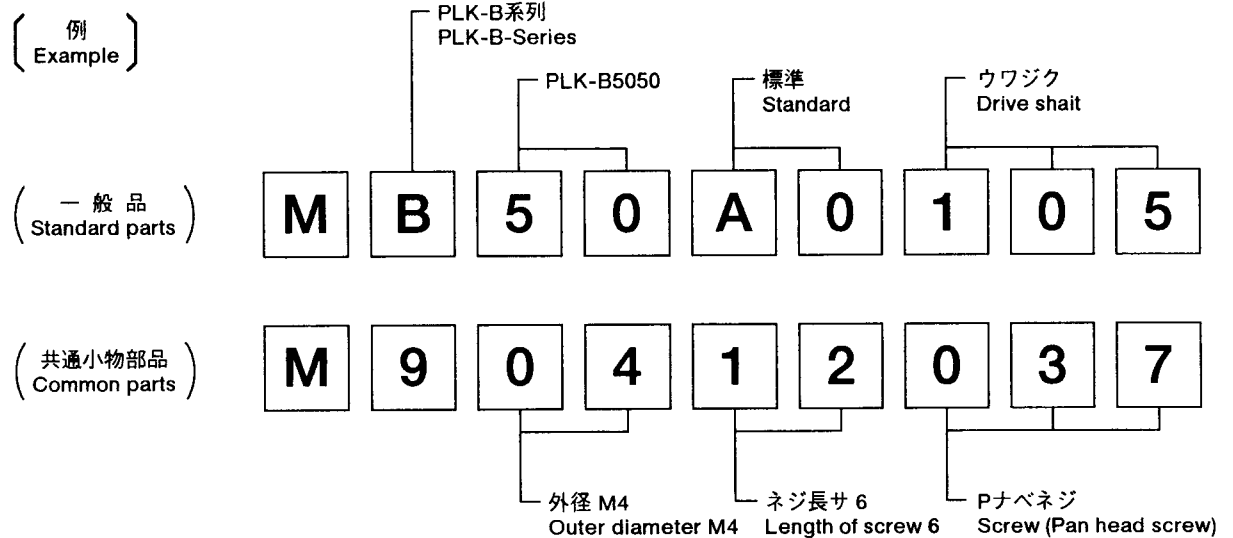 例
Example
PLK-B系列
PLK-B-Series
PLK-B5050
標準
Standard
ウワジク
Drive shait
一般品
Standard parts
M B 5 0 A 0 1 0 5
共通小物部品
Common parts
M 9 0 4 1 2 0 3 7
外径 M4
Outer diameter M4
ネジ長サ 6
Length of screw 6
Pナベネジ
Screw (Pan head screw)